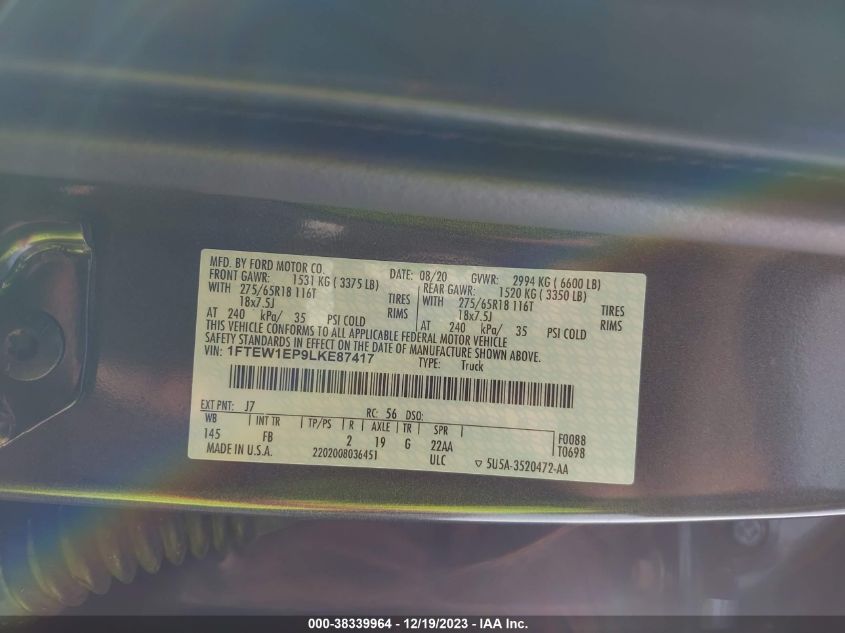 MFD. BY FORD MOTOR CO. DATE: 08/20 GVWR: 2994 KG ( 6600 LB)
FRONT GAWR: 1531 KG ( 3375 LB) REAR GAWR: 1520 KG ( 3350 LB)
WITH 275/65R18 116T TIRES WITH 275/65R18 116T TIRES
18x7.5J RIMS 18x7.5J RIMS
AT 240 kPa/ 35 PSI COLD AT 240 kPa/ 35 PSI COLD
THIS VEHICLE CONFORMS TO ALL APPLICABLE FEDERAL MOTOR VEHICLE
SAFETY STANDARDS IN EFFECT ON THE DATE OF MANUFACTURE SHOWN ABOVE.
VIN: 1FTEW1EP9LKE87417 TYPE: Truck
EXT PNT: J7 RC: 56 DSO:
WB INT TR TP/PS R AXLE TR SPR F0088
145 FB 2 19 G 22AA T0698
MADE IN U.S.A. 2202008036451 ULC ▽ 5U5A-3520472-AA
000-38339964 - 12/19/2023 - IAA Inc.